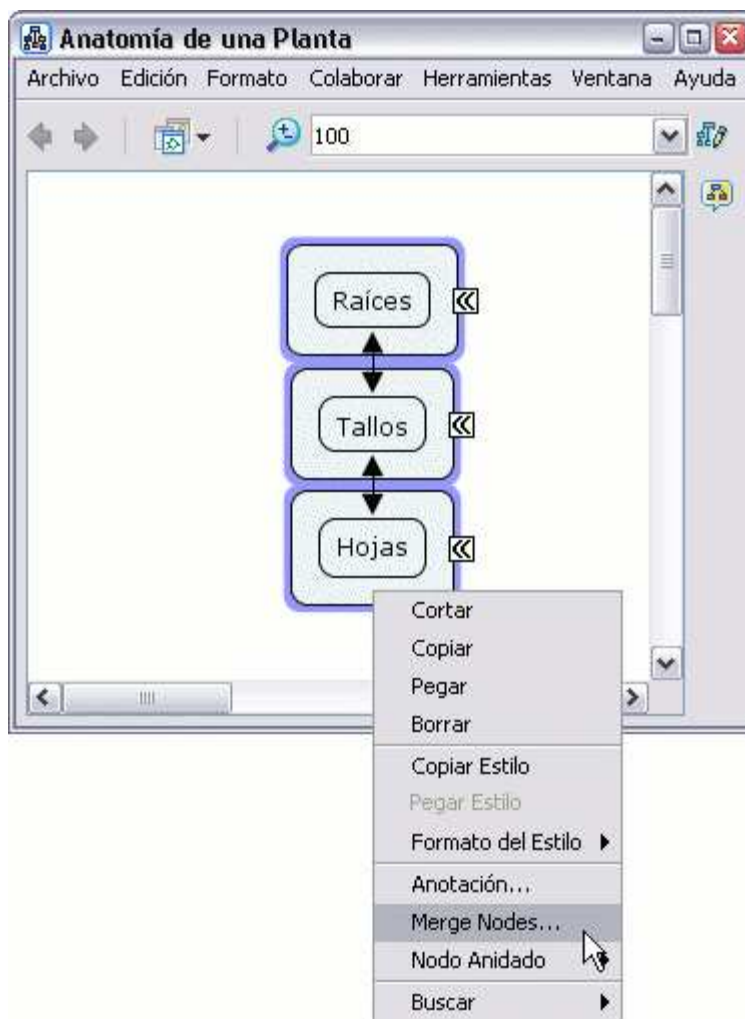 Anatomía de una Planta
Archivo Edición Formato Colaborar Herramientas Ventana Ayuda
100
Raíces
Tallos
Hojas
Cortar
Copiar
Pegar
Borrar
Copiar Estilo
Pegar Estilo
Formato del Estilo
Anotación...
Merge Nodes...
Nodo Anidado
Buscar